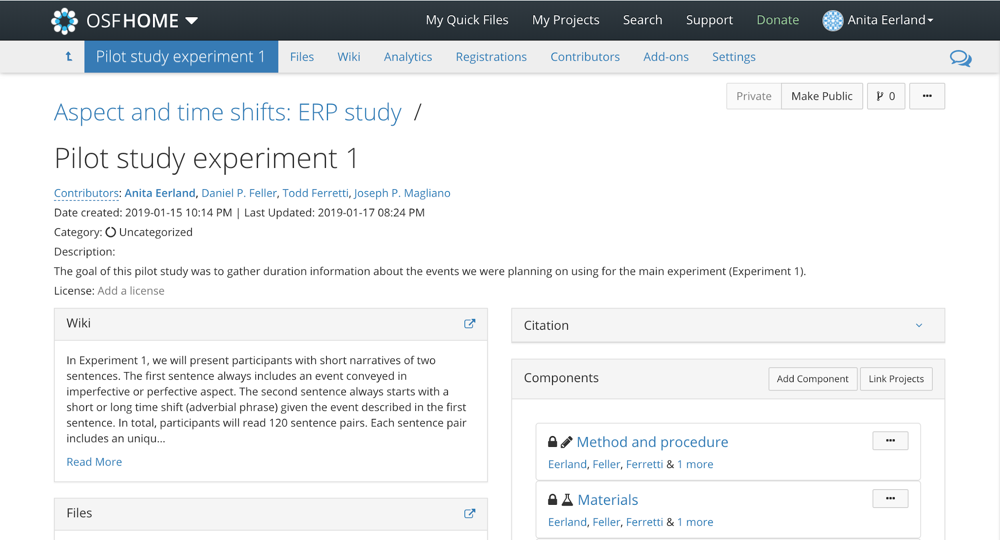 OSFHOME
My Quick Files My Projects Search Support Donate Anita Eerland
Pilot study experiment 1 Files Wiki Analytics Registrations Contributors Add-ons Settings
Private Make Public 0 ...
Aspect and time shifts: ERP study /
Pilot study experiment 1
Contributors: Anita Eerland, Daniel P. Feller, Todd Ferretti, Joseph P. Magliano
Date created: 2019-01-15 10:14 PM | Last Updated: 2019-01-17 08:24 PM
Category: Uncategorized
Description:
The goal of this pilot study was to gather duration information about the events we were planning on using for the main experiment (Experiment 1).
License: Add a license
Wiki
In Experiment 1, we will present participants with short narratives of two
sentences. The first sentence always includes an event conveyed in
imperfective or perfective aspect. The second sentence always starts with a
short or long time shift (adverbial phrase) given the event described in the first
sentence. In total, participants will read 120 sentence pairs. Each sentence pair
includes an uniqu...
Read More
Files
Citation
Components Add Component Link Projects
Method and procedure ...
Eerland, Feller, Ferretti & 1 more
Materials ...
Eerland, Feller, Ferretti & 1 more